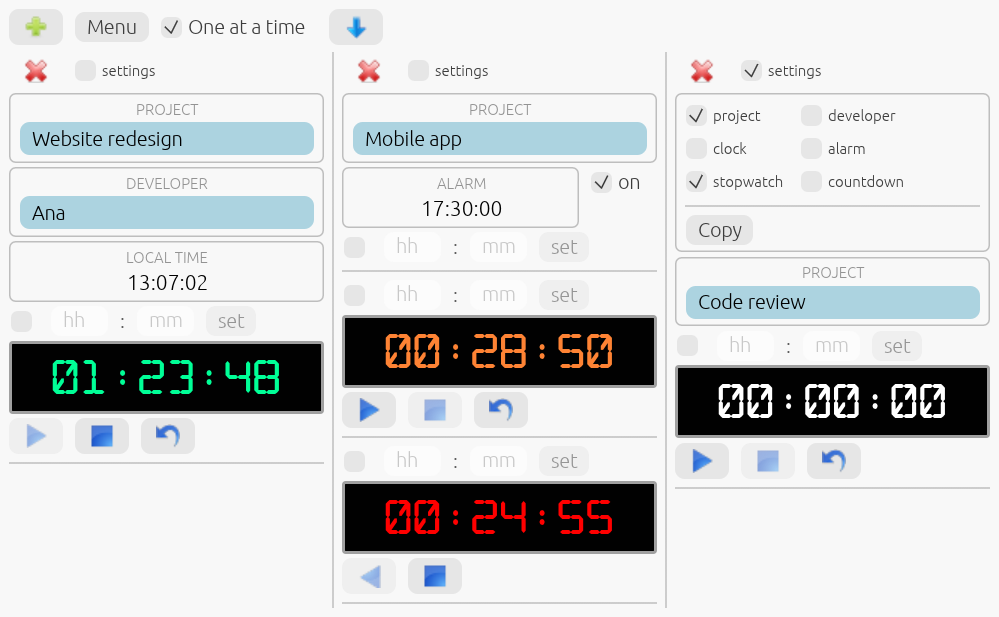 Menu
One at a time
settings
PROJECT
Website redesign
DEVELOPER
Ana
LOCAL TIME
13:07:02
hh : mm set
01:23:48
settings
PROJECT
Mobile app
ALARM
17:30:00
on
hh : mm set
hh : mm set
00:28:50
hh : mm set
00:24:55
settings
project developer
clock alarm
stopwatch countdown
Copy
PROJECT
Code review
hh : mm set
00:00:00